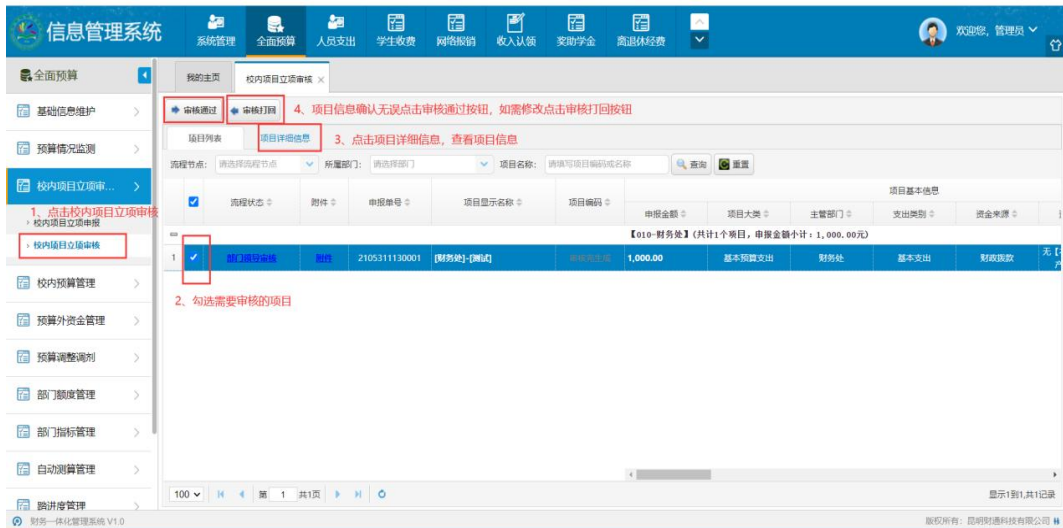 信息管理系统
系统管理 全面预算 人员支出 学生收费 网络报销 收入认领 奖助学金 离退休经费
欢迎您, 管理员
全面预算
我的主页 校内项目立项审核 ×
基础信息维护
审核通过 审核打回 4、项目信息确认无误点击审核通过按钮, 如需修改点击审核打回按钮
预算情况监测
项目列表 项目详细信息 3、点击项目详细信息, 查看项目信息
流程节点: 请选择流程节点 所属部门: 请选择部门 项目名称: 请填写项目编码或名称 查询 重置
校内项目立项审...
项目基本信息
流程状态 附件 申报单号 项目显示名称 项目编码
申报金额 项目大类 主管部门 支出类别 资金来源
1、点击校内项目立项审核
校内项目立项申报
【010-财务处】(共计1个项目, 申报金额小计: 1,000.00元)
校内项目立项审核
1 部门领导审核 附件 2105311130001 [财务处]-[测试] 审核完生成 1,000.00 基本预算支出 财务处 基本支出 财政拨款
2、勾选需要审核的项目
校内预算管理
预算外资金管理
预算调整调剂
部门额度管理
部门指标管理
自动测算管理
100 第 1 共1页
显示1到1,共1记录
财务一体化管理系统 V1.0
版权所有: 昆明财通科技有限公司